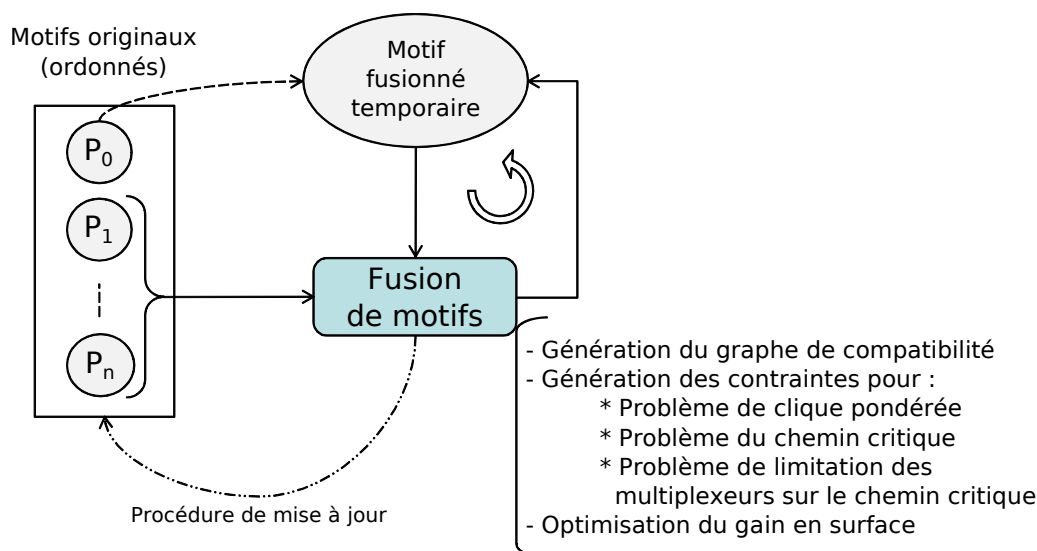 Motifs originaux
(ordonnés)
Motif
fusionné
temporaire
P0
P1
Pn
Fusion
de motifs
- Génération du graphe de compatibilité
- Génération des contraintes pour :
* Problème de clique pondérée
* Problème du chemin critique
* Problème de limitation des
multiplexeurs sur le chemin critique
- Optimisation du gain en surface
Procédure de mise à jour